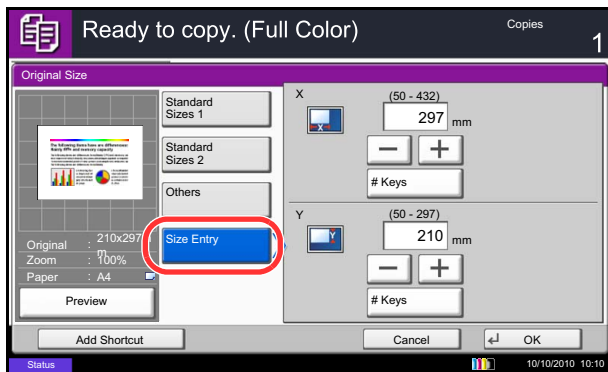 Ready to copy. (Full Color)
Copies
1
Original Size
Standard
Sizes 1
Standard
Sizes 2
Others
Size Entry
X
(50 - 432)
297 mm
# Keys
Y
(50 - 297)
210 mm
# Keys
Original : 210x297m
m
Zoom : 100%
Paper : A4
Preview
Add Shortcut
Cancel
OK
Status
10/10/2010 10:10